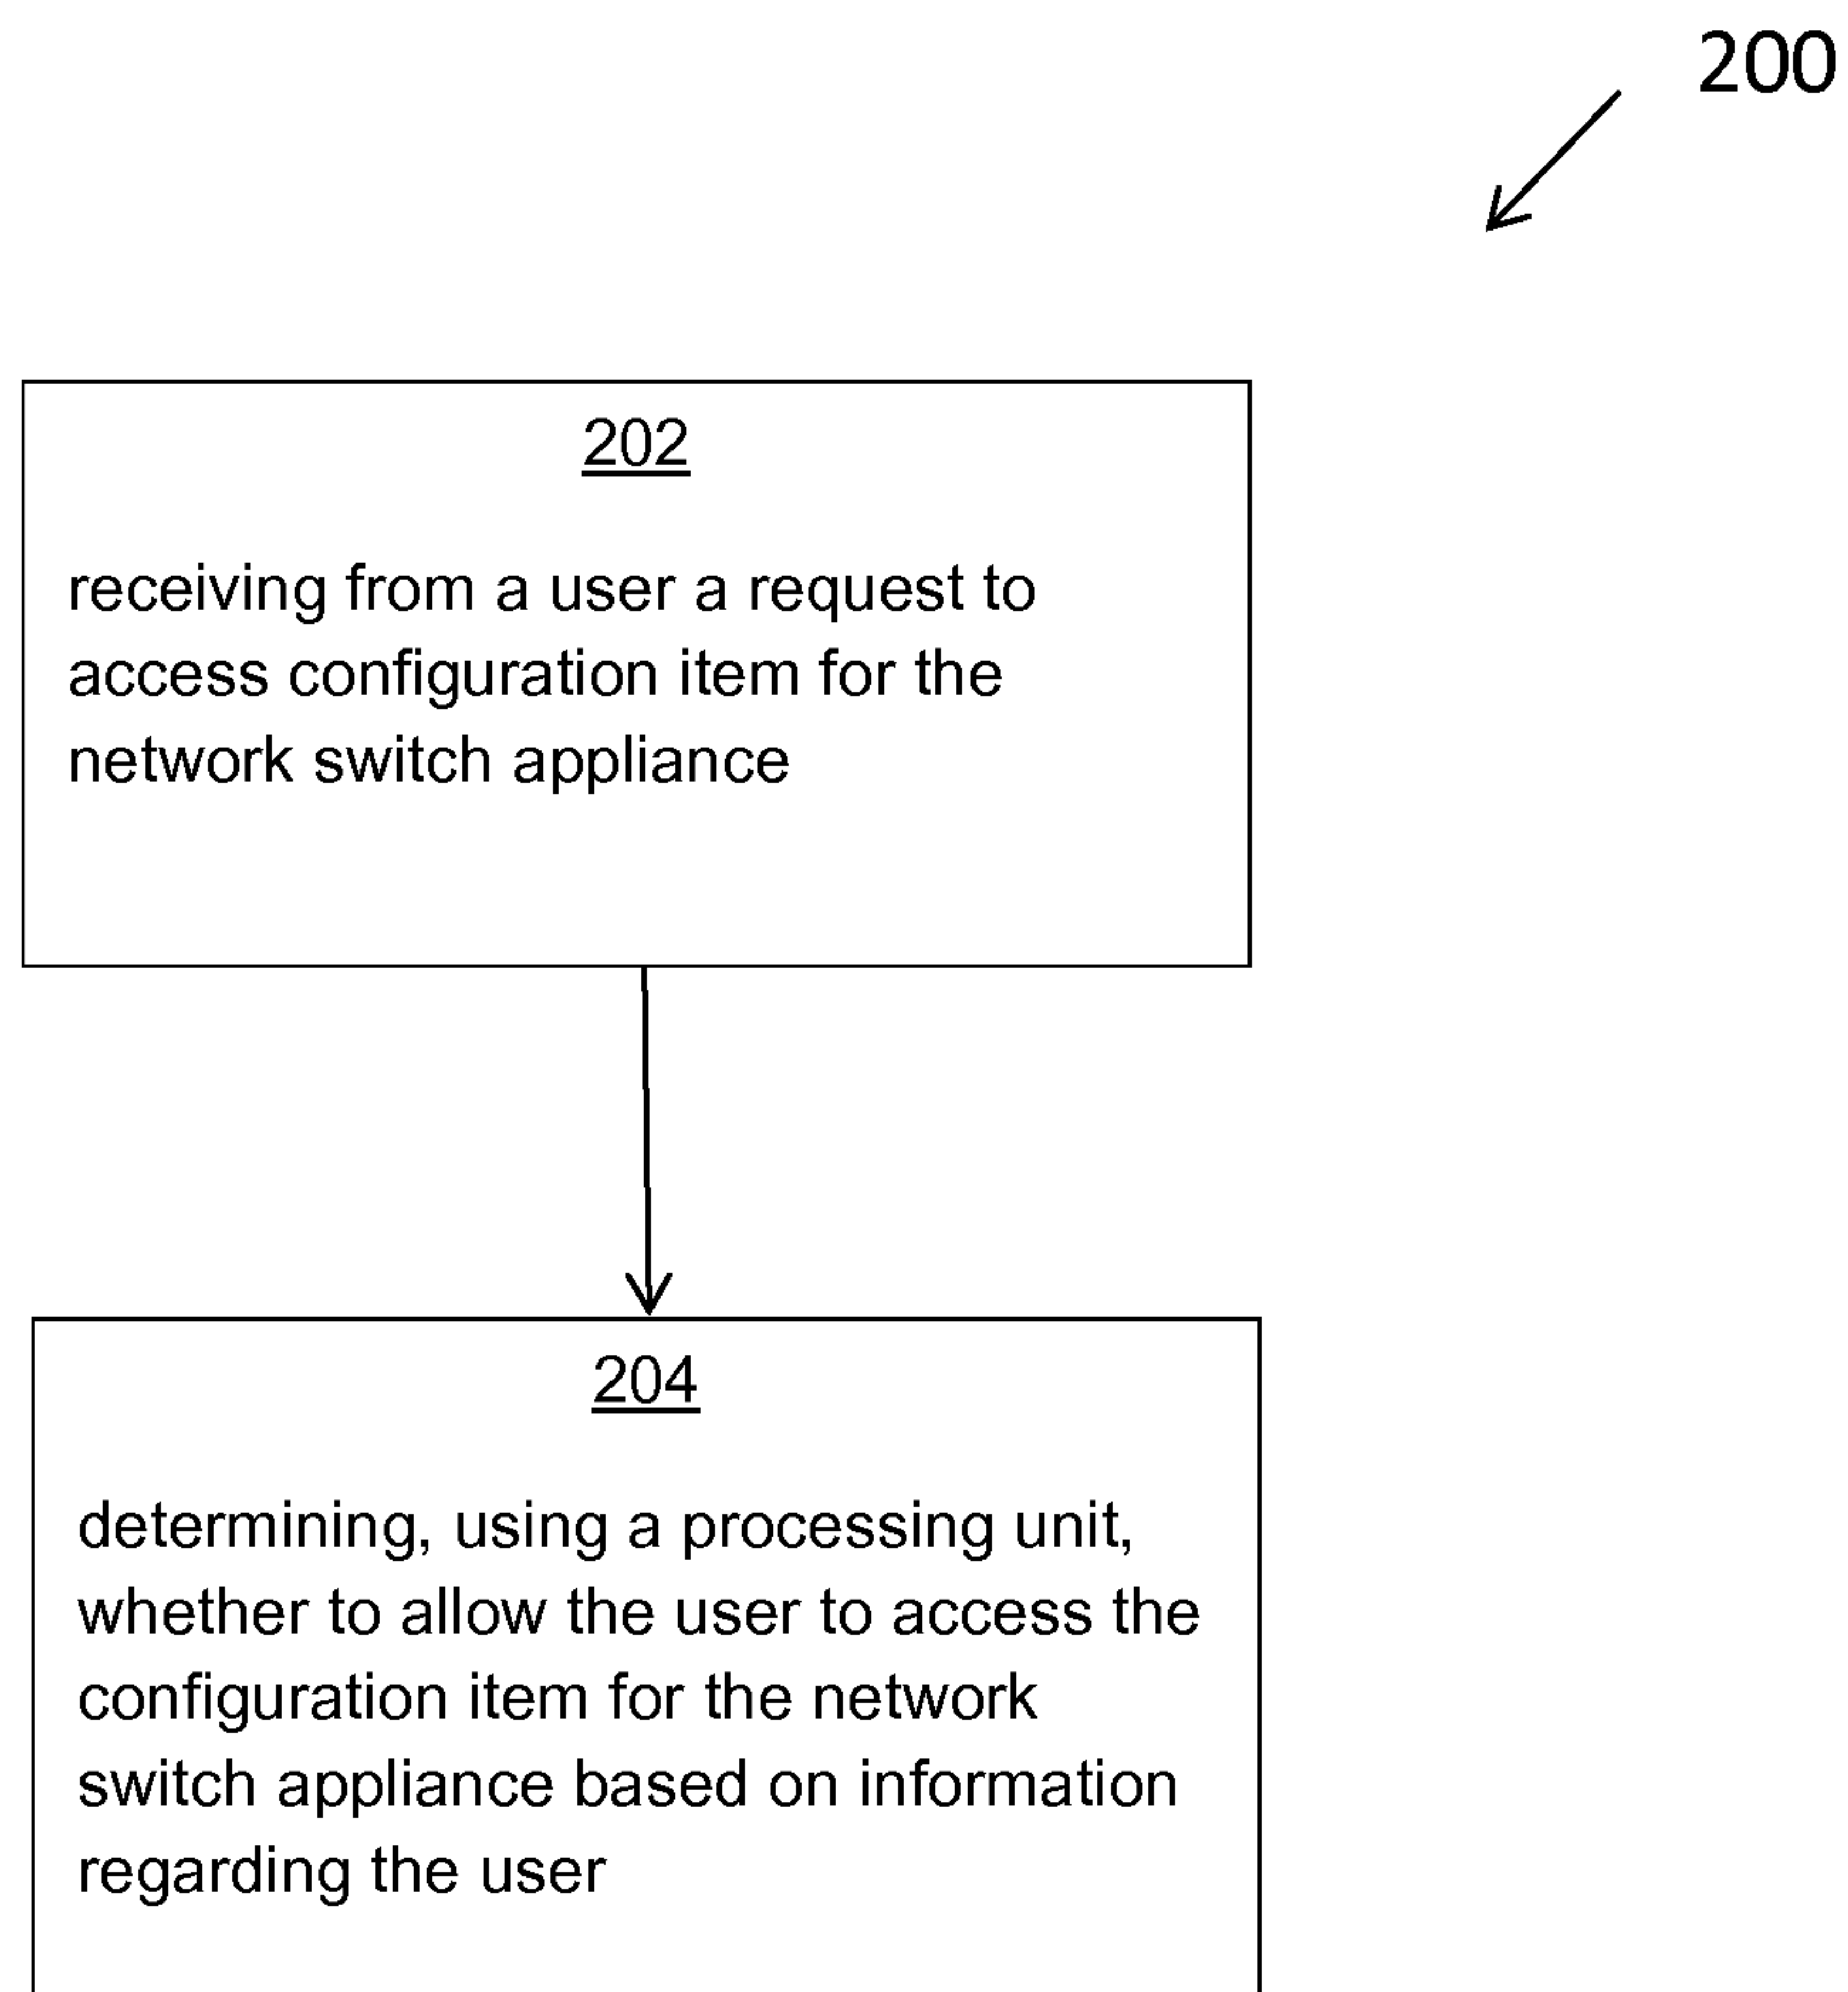 200
202
receiving from a user a request to
access configuration item for the
network switch appliance
204
determining, using a processing unit,
whether to allow the user to access the
configuration item for the network
switch appliance based on information
regarding the user